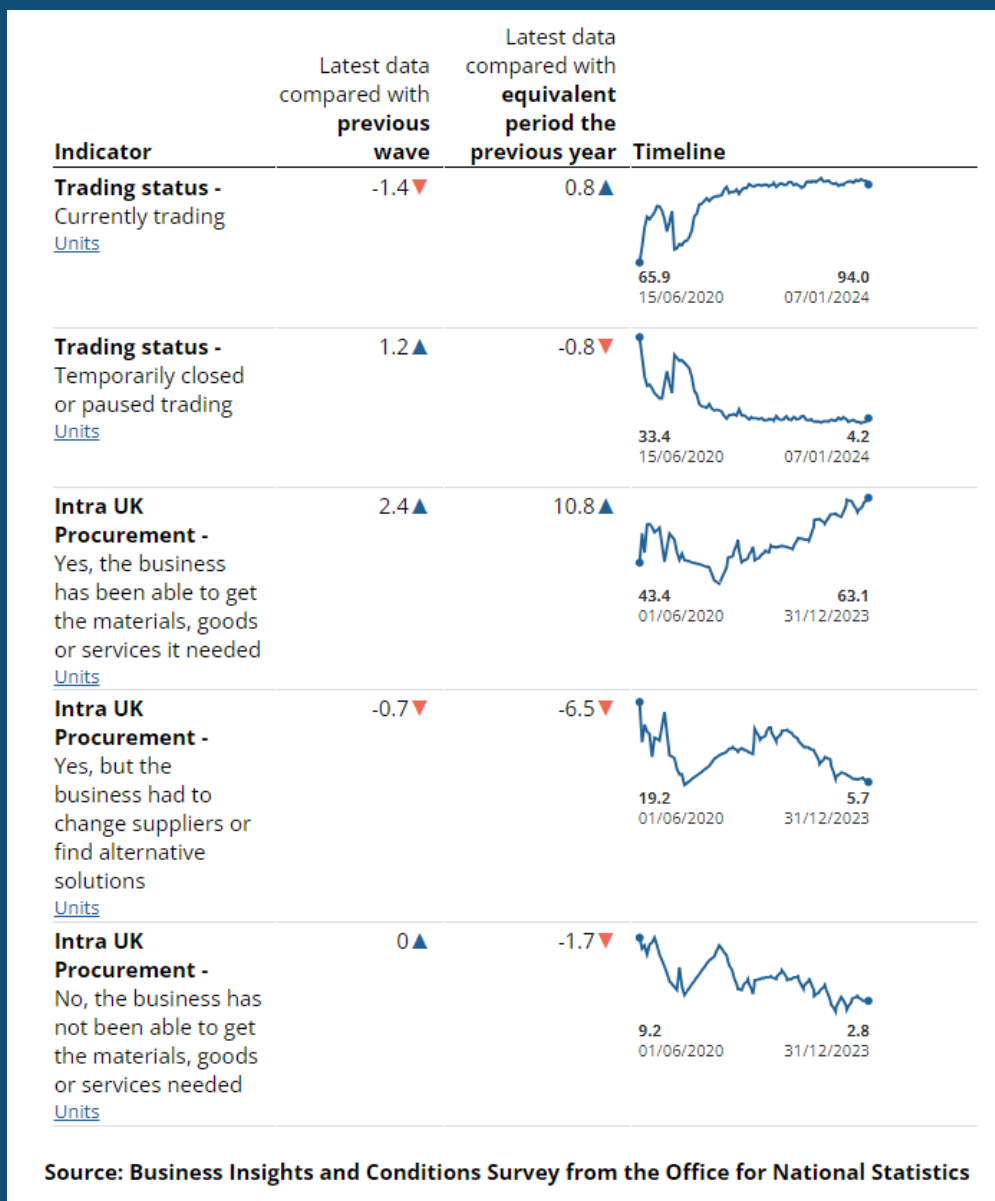 Indicator
Latest data
compared with
previous
wave
Latest data
compared with
equivalent
period the
previous year
Timeline
Trading status -
Currently trading
Units
-1.4▼
0.8▲
65.9
15/06/2020
94.0
07/01/2024
Trading status -
Temporarily closed
or paused trading
Units
1.2▲
-0.8▼
33.4
15/06/2020
4.2
07/01/2024
Intra UK
Procurement -
Yes, the business
has been able to get
the materials, goods
or services it needed
Units
2.4▲
10.8▲
43.4
01/06/2020
63.1
31/12/2023
Intra UK
Procurement -
Yes, but the
business had to
change suppliers or
find alternative
solutions
Units
-0.7▼
-6.5▼
19.2
01/06/2020
5.7
31/12/2023
Intra UK
Procurement -
No, the business has
not been able to get
the materials, goods
or services needed
Units
0▲
-1.7▼
9.2
01/06/2020
2.8
31/12/2023
Source: Business Insights and Conditions Survey from the Office for National Statistics